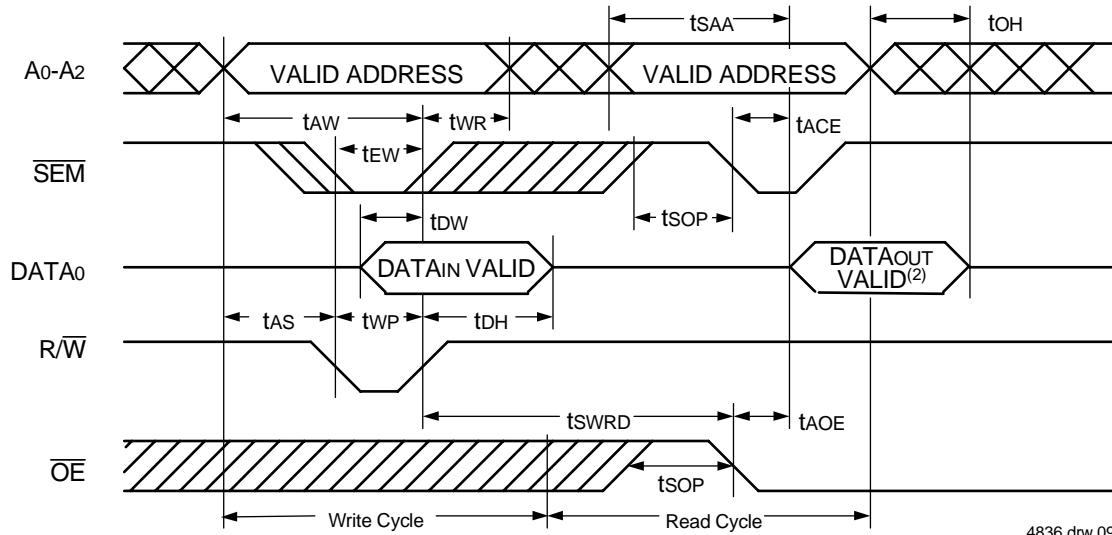 tSAA
tOH
A0-A2
VALID ADDRESS
VALID ADDRESS
tAW
tWR
tACE
tEW
SEM
tSOP
tDW
DATA0
DATAIN VALID
DATAOUT
VALID(2)
tAS
tWP
tDH
R/W
tSWRD
tAOE
OE
tSOP
Write Cycle
Read Cycle
4836 drw 09